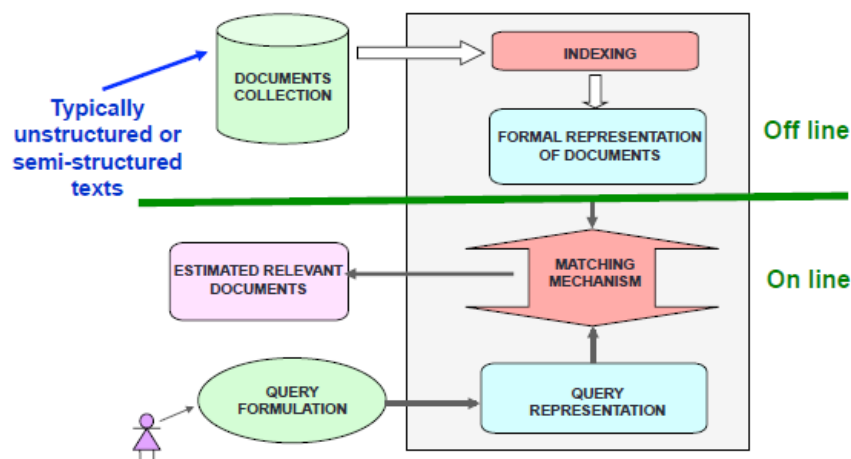 DOCUMENTS
COLLECTION
INDEXING
Typically
unstructured or
semi-structured
texts
FORMAL REPRESENTATION
OF DOCUMENTS
Off line
ESTIMATED RELEVANT
DOCUMENTS
MATCHING
MECHANISM
On line
QUERY
FORMULATION
QUERY
REPRESENTATION